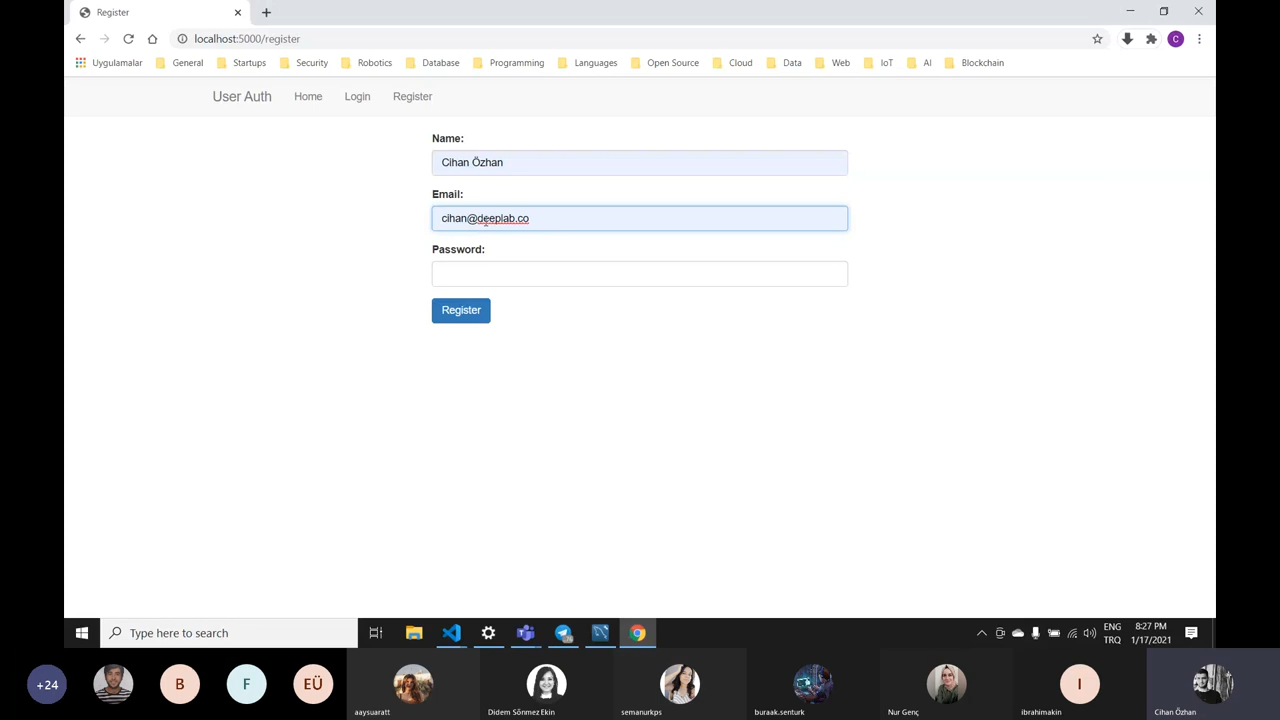 Register
localhost:5000/register
Uygulamalar General Startups Security Robotics Database Programming Languages Open Source Cloud Data Web IoT AI Blockchain
User Auth Home Login Register
Name:
Cihan Özhan
Email:
cihan@deeplab.co
Password:
Register
Type here to search
ENG 8:27 PM
TRQ 1/17/2021
C
+24 B F EÜ I
aaysuaratt Didem Sönmez Ekin semanurkps buraak.senturk Nur Genç ibrahimakin Cihan Özhan